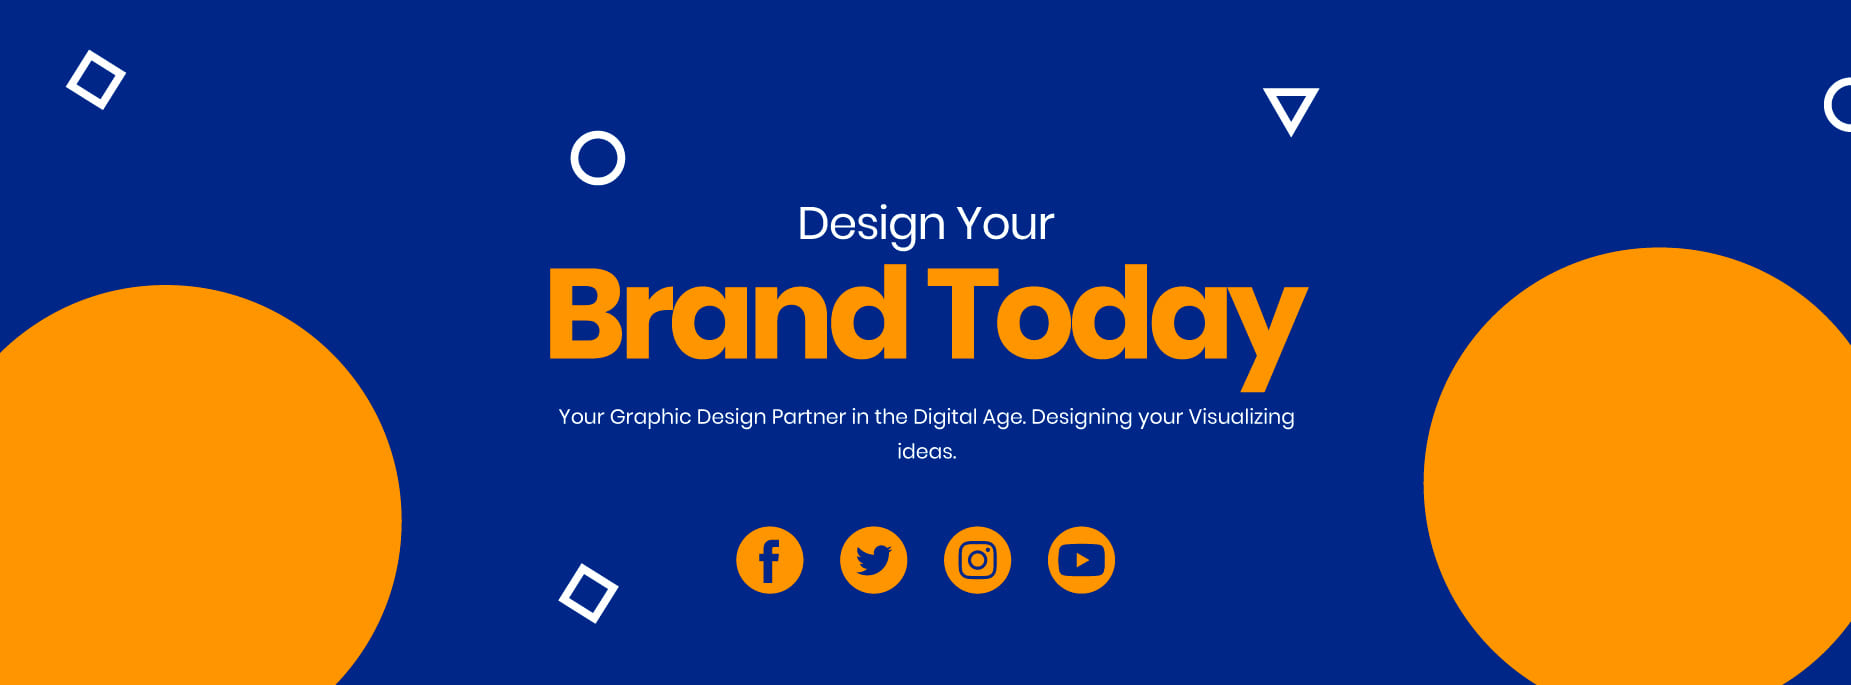 Design Your
Brand Today
Your Graphic Design Partner in the Digital Age. Designing your Visualizing
ideas.